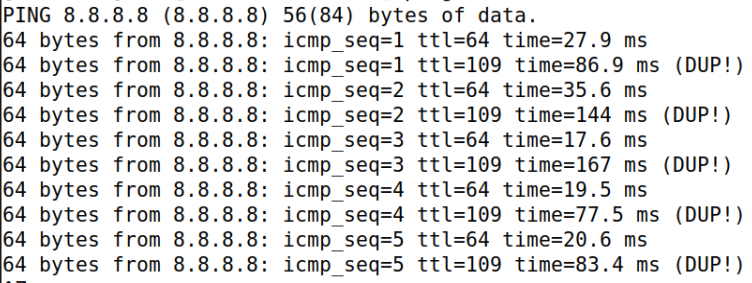 PING 8.8.8.8 (8.8.8.8) 56(84) bytes of data.
64 bytes from 8.8.8.8: icmp_seq=1 ttl=64 time=27.9 ms
64 bytes from 8.8.8.8: icmp_seq=1 ttl=109 time=86.9 ms (DUP!)
64 bytes from 8.8.8.8: icmp_seq=2 ttl=64 time=35.6 ms
64 bytes from 8.8.8.8: icmp_seq=2 ttl=109 time=144 ms (DUP!)
64 bytes from 8.8.8.8: icmp_seq=3 ttl=64 time=17.6 ms
64 bytes from 8.8.8.8: icmp_seq=3 ttl=109 time=167 ms (DUP!)
64 bytes from 8.8.8.8: icmp_seq=4 ttl=64 time=19.5 ms
64 bytes from 8.8.8.8: icmp_seq=4 ttl=109 time=77.5 ms (DUP!)
64 bytes from 8.8.8.8: icmp_seq=5 ttl=64 time=20.6 ms
64 bytes from 8.8.8.8: icmp_seq=5 ttl=109 time=83.4 ms (DUP!)